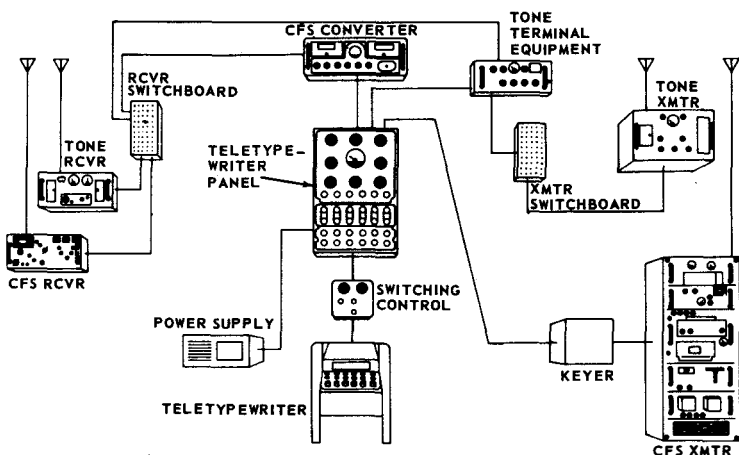 CFS CONVERTER
TONE
TERMINAL
EQUIPMENT
RCVR
SWITCHBOARD
TONE
XMTR
TONE
RCVR
TELETYPE-
WRITER
PANEL
XMTR
SWITCHBOARD
CFS RCVR
SWITCHING
CONTROL
POWER SUPPLY
KEYER
TELETYPEWRITER
CFS XMTR